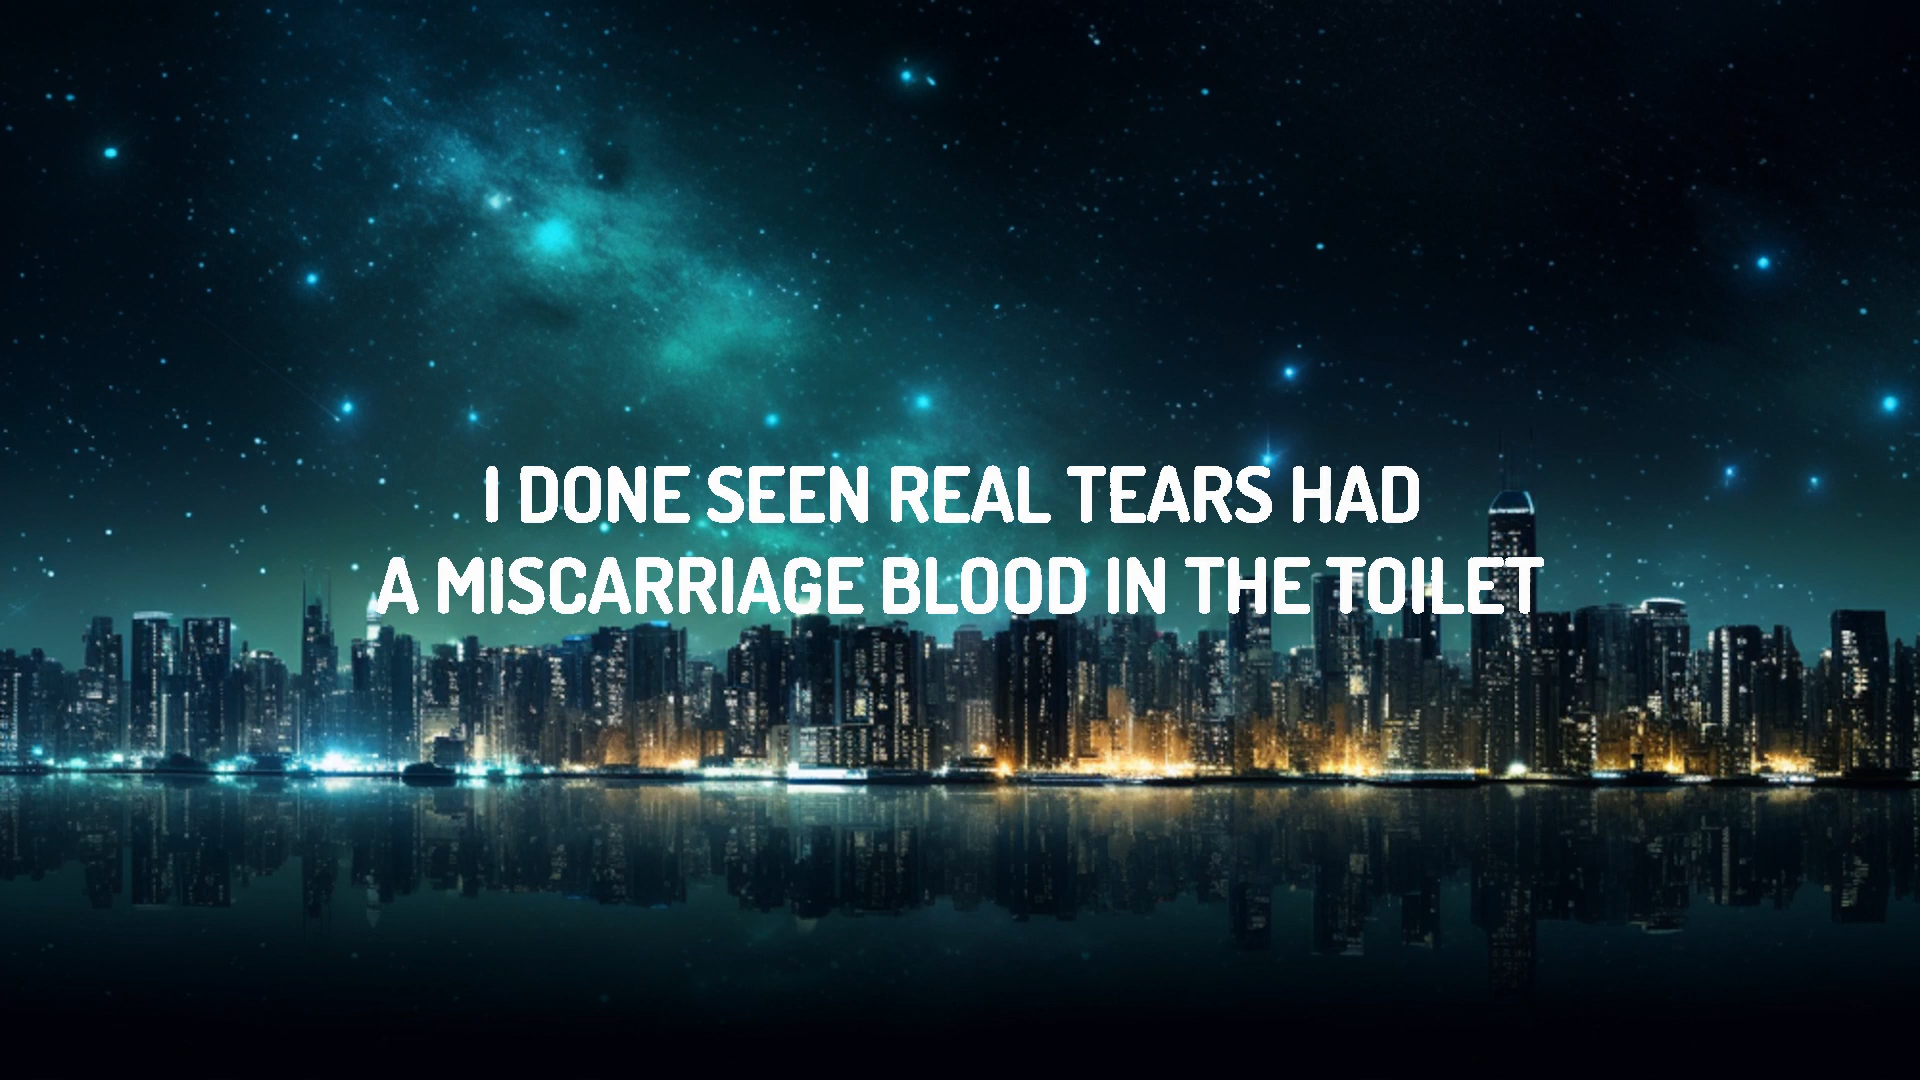 I DONE SEEN REAL TEARS HAD
A MISCARRIAGE BLOOD IN THE TOILET